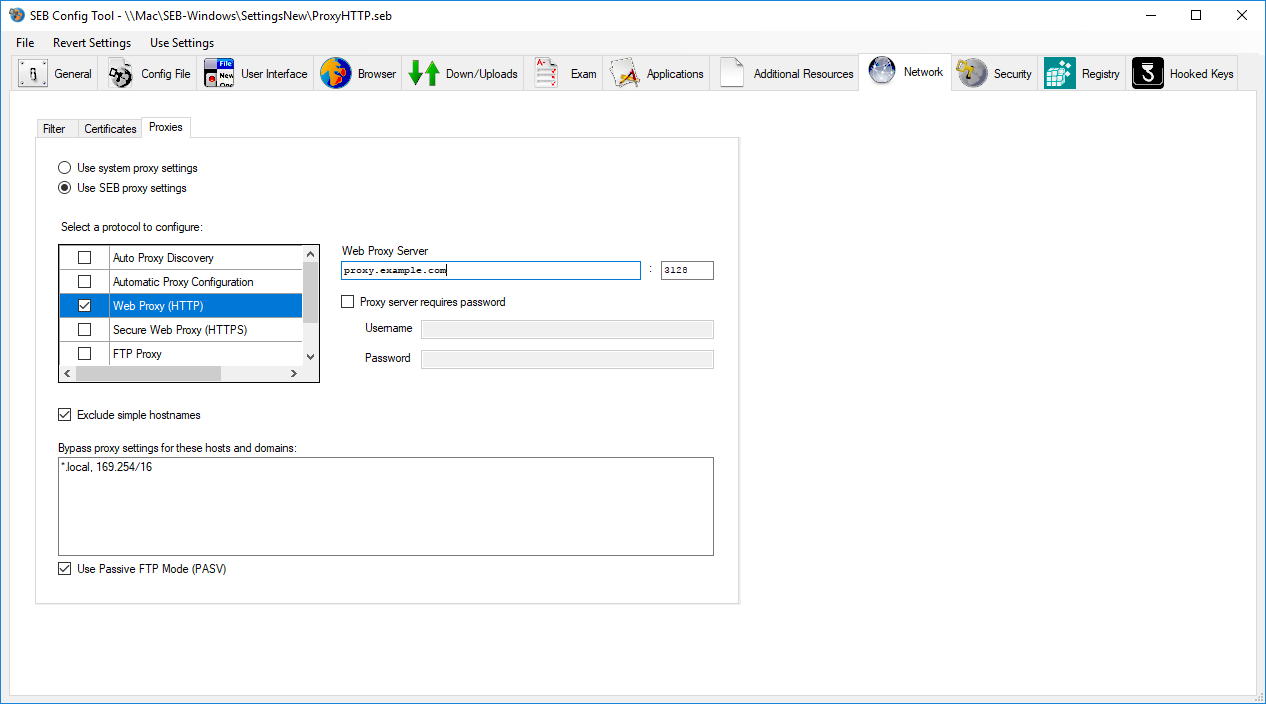 SEB Config Tool - \\Mac\SEB-Windows\SettingsNew\ProxyHTTP.seb
File Revert Settings Use Settings
General Config File File New User Interface Browser Down/Uploads A- Exam Applications Additional Resources Network Security Registry Hooked Keys
Filter Certificates Proxies
Use system proxy settings
Use SEB proxy settings
Select a protocol to configure:
Auto Proxy Discovery
Automatic Proxy Configuration
Web Proxy (HTTP)
Secure Web Proxy (HTTPS)
FTP Proxy
Web Proxy Server
proxy.example.com : 3128
Proxy server requires password
Username
Password
Exclude simple hostnames
Bypass proxy settings for these hosts and domains:
*.local, 169.254/16
Use Passive FTP Mode (PASV)